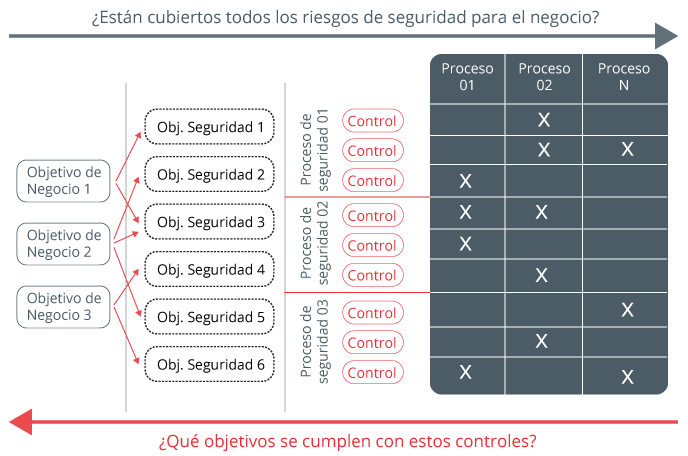 ¿Están cubiertos todos los riesgos de seguridad para el negocio?
Proceso
01
Proceso
02
Proceso
N
Objetivo de
Negocio 1
Objetivo de
Negocio 2
Objetivo de
Negocio 3
Obj. Seguridad 1
Obj. Seguridad 2
Obj. Seguridad 3
Obj. Seguridad 4
Obj. Seguridad 5
Obj. Seguridad 6
Proceso de
seguridad 01
Control
X
Control
X X
Control
X
Proceso de
seguridad 02
Control
X X
Control
X
Control
X
Proceso de
seguridad 03
Control
X
Control
X
Control
X X
¿Qué objetivos se cumplen con estos controles?